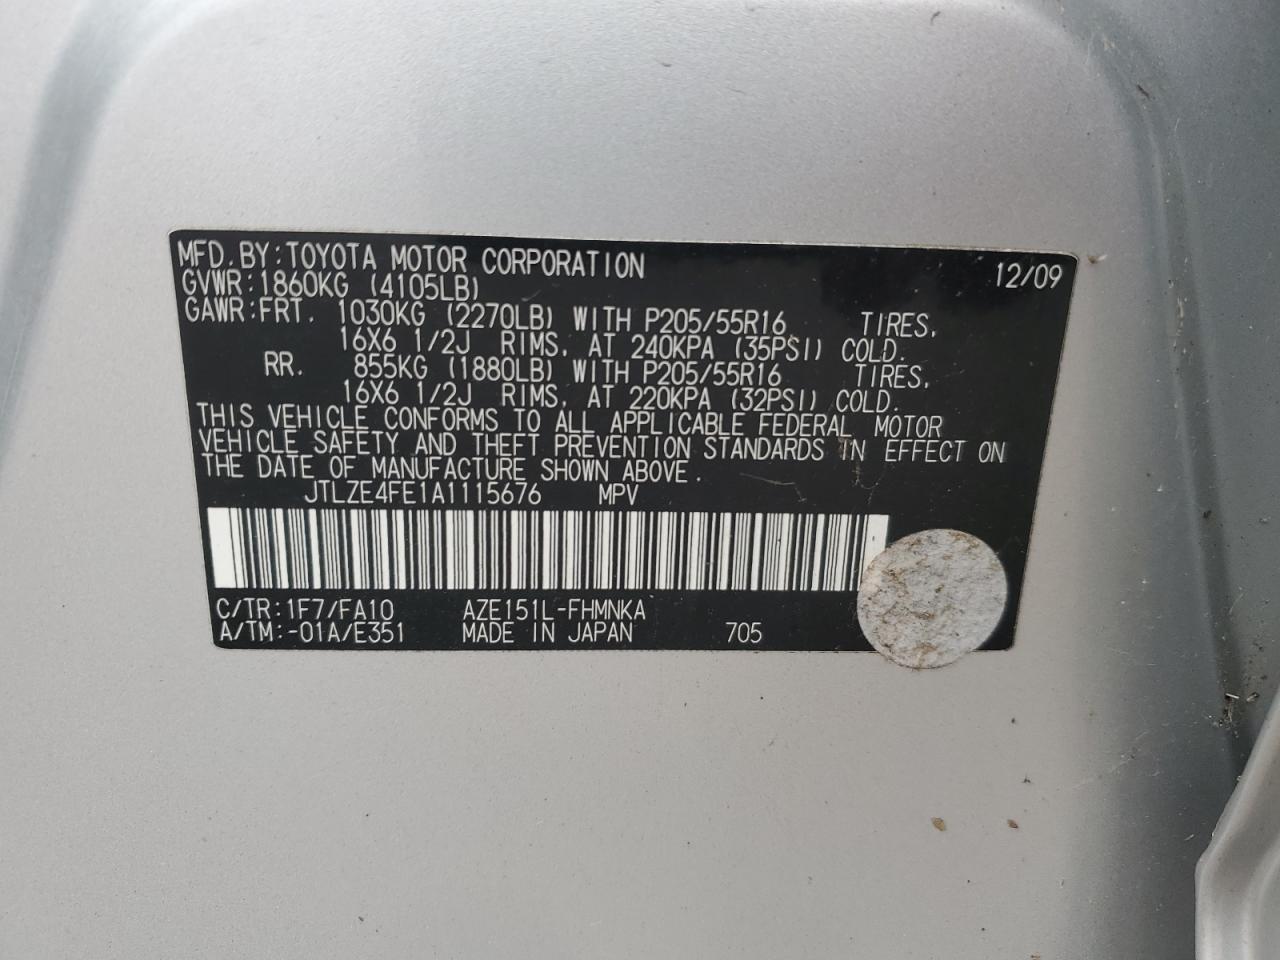 MFD. BY: TOYOTA MOTOR CORPORATION 12/09
GVWR: 1860KG (4105LB)
GAWR: FRT. 1030KG (2270LB) WITH P205/55R16 TIRES,
16X6 1/2J RIMS, AT 240KPA (35PSI) COLD.
RR. 855KG (1880LB) WITH P205/55R16 TIRES,
16X6 1/2J RIMS, AT 220KPA (32PSI) COLD.
THIS VEHICLE CONFORMS TO ALL APPLICABLE FEDERAL MOTOR
VEHICLE SAFETY AND THEFT PREVENTION STANDARDS IN EFFECT ON
THE DATE OF MANUFACTURE SHOWN ABOVE.
JTLZE4FE1A1115676 MPV
C/TR: 1F7/FA10 AZE151L-FHMNKA
A/TM: -01A/E351 MADE IN JAPAN 705